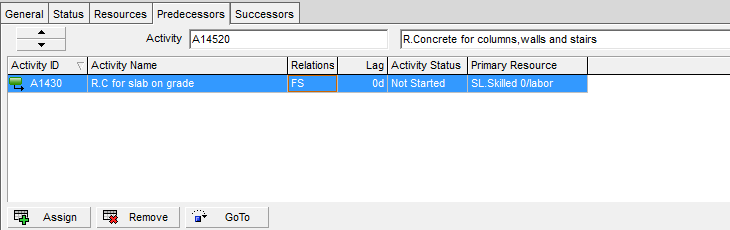 General Status Resources Predecessors Successors
Activity A14520 R.Concrete for columns,walls and stairs
Activity ID Activity Name Relations Lag Activity Status Primary Resource
A1430 R.C for slab on grade FS 0d Not Started SL.Skilled 0/labor
Assign Remove GoTo